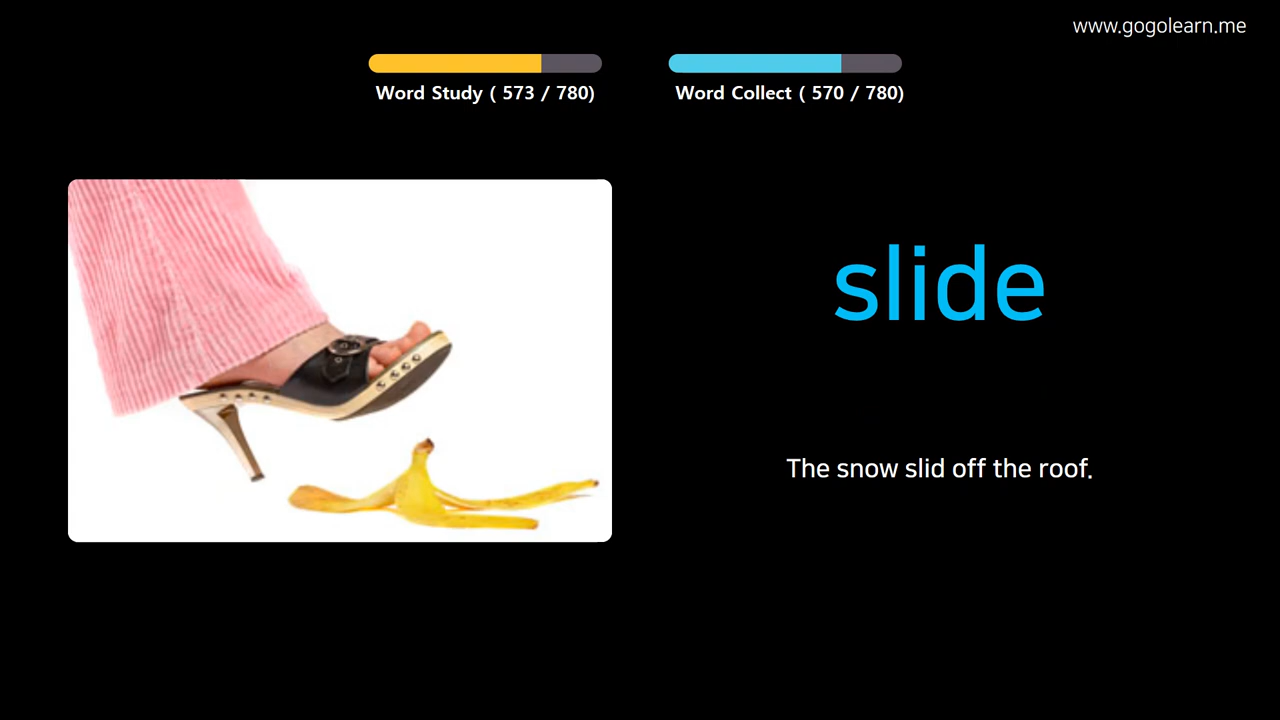 www.gogolearn.me
Word Study ( 573 / 780)
Word Collect ( 570 / 780)
slide
The snow slid off the roof.